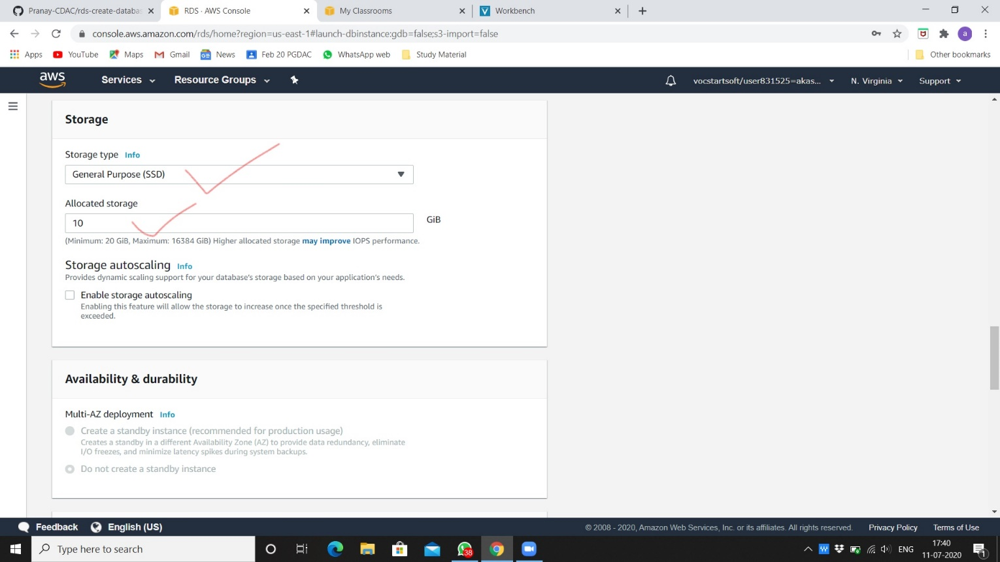 Pranay-CDAC/rds-create-databas
RDS · AWS Console
My Classrooms
Workbench
console.aws.amazon.com/rds/home?region=us-east-1#launch-dbinstance:gdb=false;s3-import=false
a
Apps
YouTube
Maps
Gmail
News
Feb 20 PGDAC
WhatsApp web
Study Material
Other bookmarks
aws
Services
Resource Groups
vocstartsoft/user831525=akas...
N. Virginia
Support
Storage
Storage type Info
General Purpose (SSD)
Allocated storage
10
GiB
(Minimum: 20 GiB, Maximum: 16384 GiB) Higher allocated storage may improve IOPS performance.
Storage autoscaling Info
Provides dynamic scaling support for your database's storage based on your application's needs.
Enable storage autoscaling
Enabling this feature will allow the storage to increase once the specified threshold is
exceeded.
Availability & durability
Multi-AZ deployment Info
Create a standby instance (recommended for production usage)
Creates a standby in a different Availability Zone (AZ) to provide data redundancy, eliminate
I/O freezes, and minimize latency spikes during system backups.
Do not create a standby instance
Feedback
English (US)
© 2008 - 2020, Amazon Web Services, Inc. or its affiliates. All rights reserved.
Privacy Policy
Terms of Use
Type here to search
38
ENG
17:40
11-07-2020
1